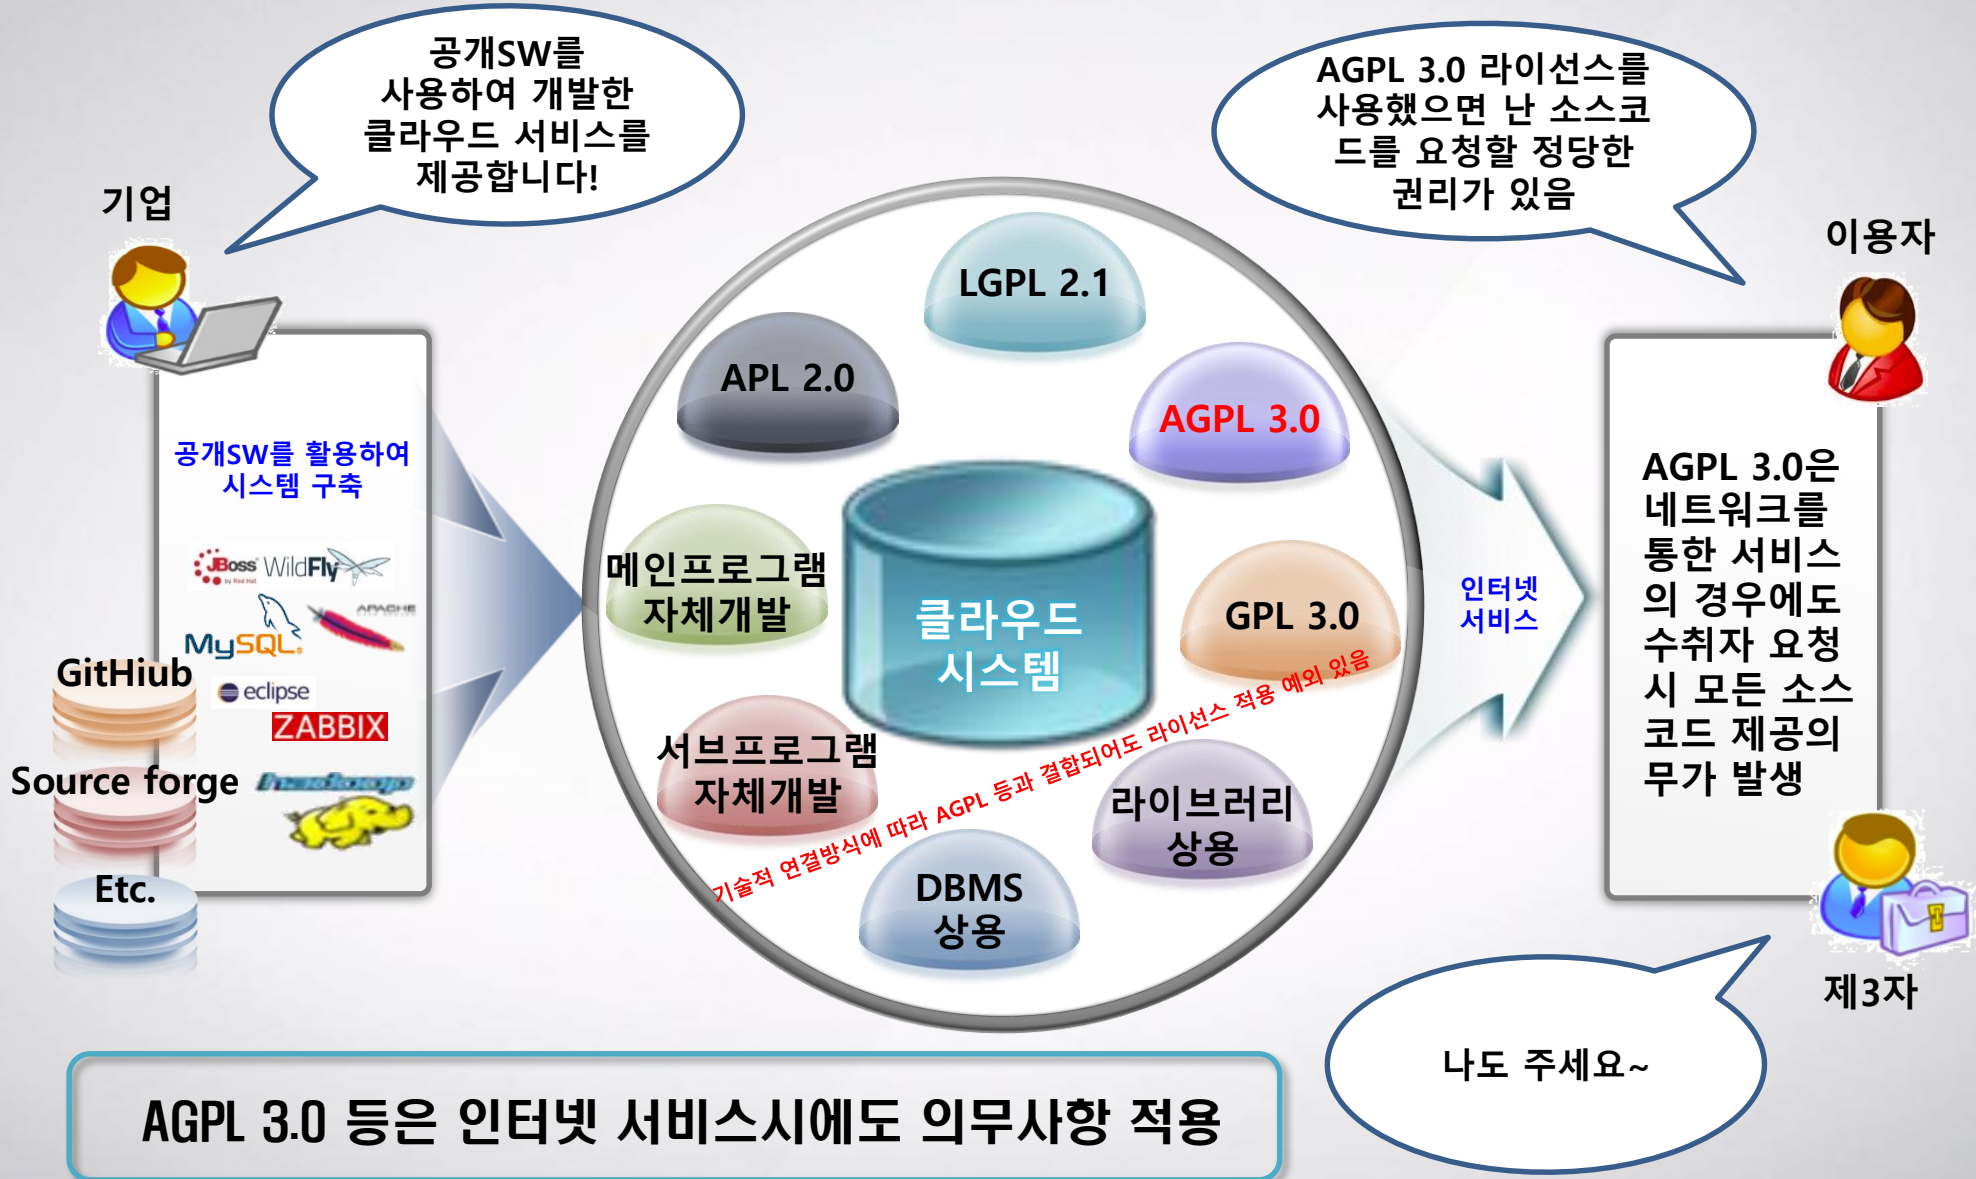 공개SW를
사용하여 개발한
클라우드 서비스를
제공합니다!
AGPL 3.0 라이선스를
사용했으면 난 소스코
드를 요청할 정당한
권리가 있음
기업
이용자
공개SW를 활용하여
시스템 구축
JBoss WildFly
by Red Hat
APACHE
MySQL
eclipse
ZABBIX
hadoop
GitHiub
Source forge
Etc.
LGPL 2.1
APL 2.0
AGPL 3.0
메인프로그램
자체개발
클라우드
시스템
GPL 3.0
서브프로그램
자체개발
기술적 연결방식에 따라 AGPL 등과 결합되어도 라이선스 적용 예외 있음
라이브러리
상용
DBMS
상용
인터넷
서비스
AGPL 3.0은
네트워크를
통한 서비스
의 경우에도
수취자 요청
시 모든 소스
코드 제공의
무가 발생
제3자
나도 주세요~
AGPL 3.0 등은 인터넷 서비스시에도 의무사항 적용